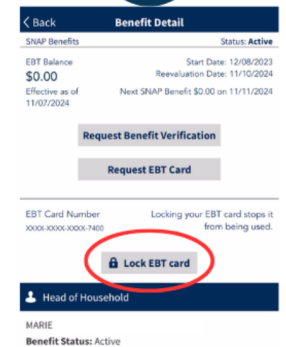 < Back Benefit Detail
SNAP Benefits Status: Active
EBT Balance Start Date: 12/08/2023
$0.00 Reevaluation Date: 11/10/2024
Effective as of Next SNAP Benefit $0.00 on 11/11/2024
11/07/2024
Request Benefit Verification
Request EBT Card
EBT Card Number Locking your EBT card stops it
XXXX-XXXX-XXXX-7400 from being used.
Lock EBT card
Head of Household
MARIE
Benefit Status: Active